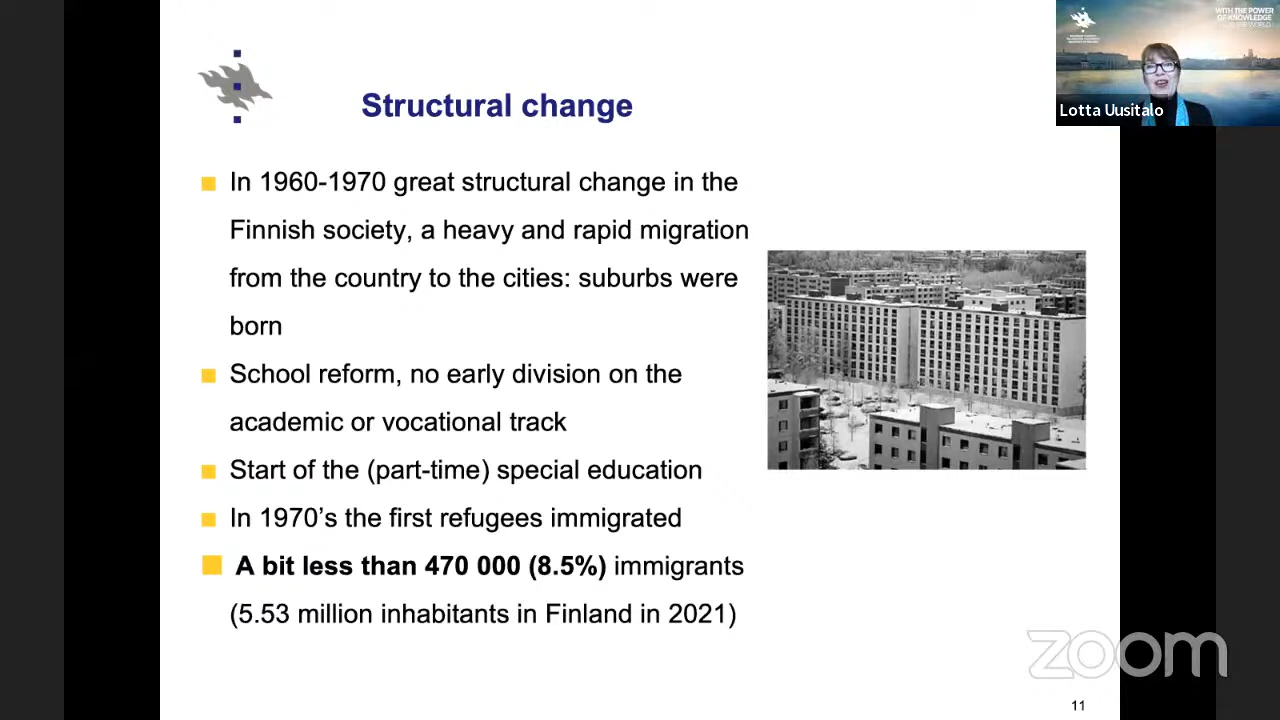 WITH THE POWER
OF KNOWLEDGE
Lotta Uusitalo
Structural change
In 1960-1970 great structural change in the
Finnish society, a heavy and rapid migration
from the country to the cities: suburbs were
born
School reform, no early division on the
academic or vocational track
Start of the (part-time) special education
In 1970’s the first refugees immigrated
A bit less than 470 000 (8.5%) immigrants
(5.53 million inhabitants in Finland in 2021)
zoom
11